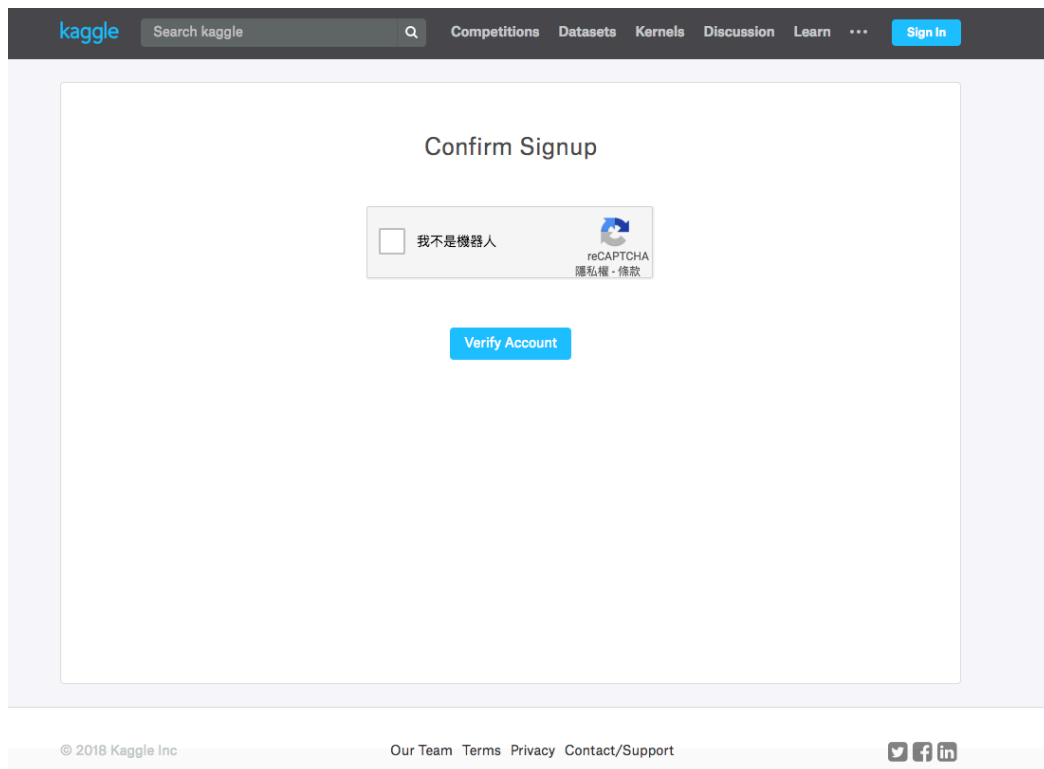 kaggle Search kaggle Competitions Datasets Kernels Discussion Learn ••• Sign In
Confirm Signup
我不是機器人
reCAPTCHA
隱私權 - 條款
Verify Account
© 2018 Kaggle Inc Our Team Terms Privacy Contact/Support